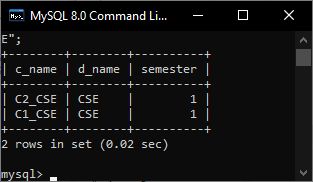 MySQL 8.0 Command Li...
E";
+--------+--------+----------+
| c_name | d_name | semester |
+--------+--------+----------+
| C2_CSE | CSE    |        1 |
| C1_CSE | CSE    |        1 |
+--------+--------+----------+
2 rows in set (0.02 sec)
mysql>